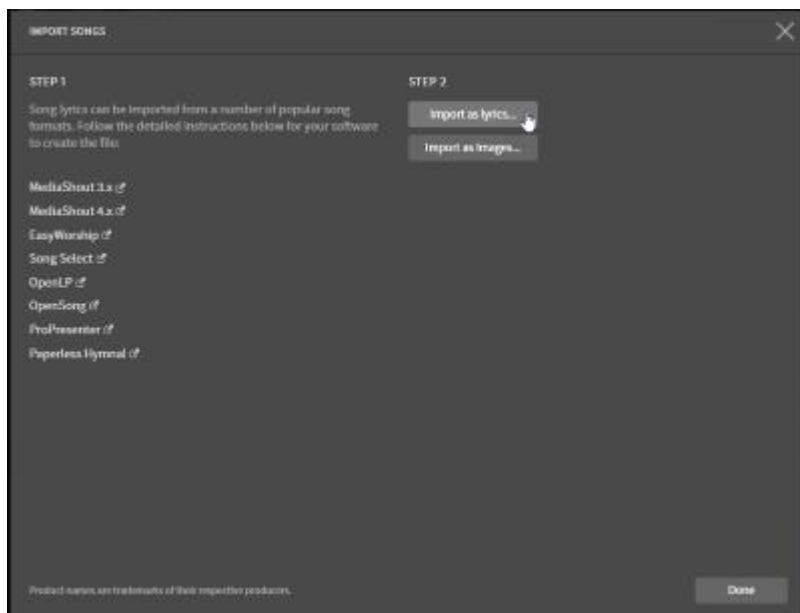 IMPORT SONGS
STEP 1
Song lyrics can be imported from a number of popular song
formats. Follow the detailed instructions below for your software
to create the file:
MediaShout 3.x
MediaShout 4.x
EasyWorship
Song Select
OpenLP
OpenSong
ProPresenter
Paperless Hymnal
STEP 2
Import as lyrics...
Import as Images...
Product names are trademarks of their respective producers.
Done